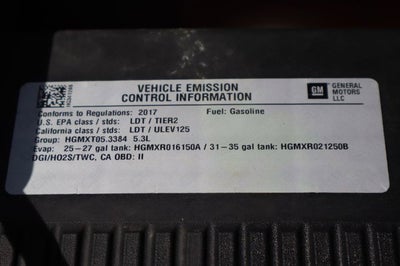 VEHICLE EMISSION
CONTROL INFORMATION
GM
GENERAL
MOTORS
LLC
Conforms to Regulations: 2017 Fuel: Gasoline
U.S. EPA class / stds: LDT / TIER2
California class / stds: LDT / ULEV125
Group: HGMXT05.3384 5.3L
Evap: 25-27 gal tank: HGMXR016150A / 31-35 gal tank: HGMXR021250B
DGI/HO2S/TWC, CA OBD: II